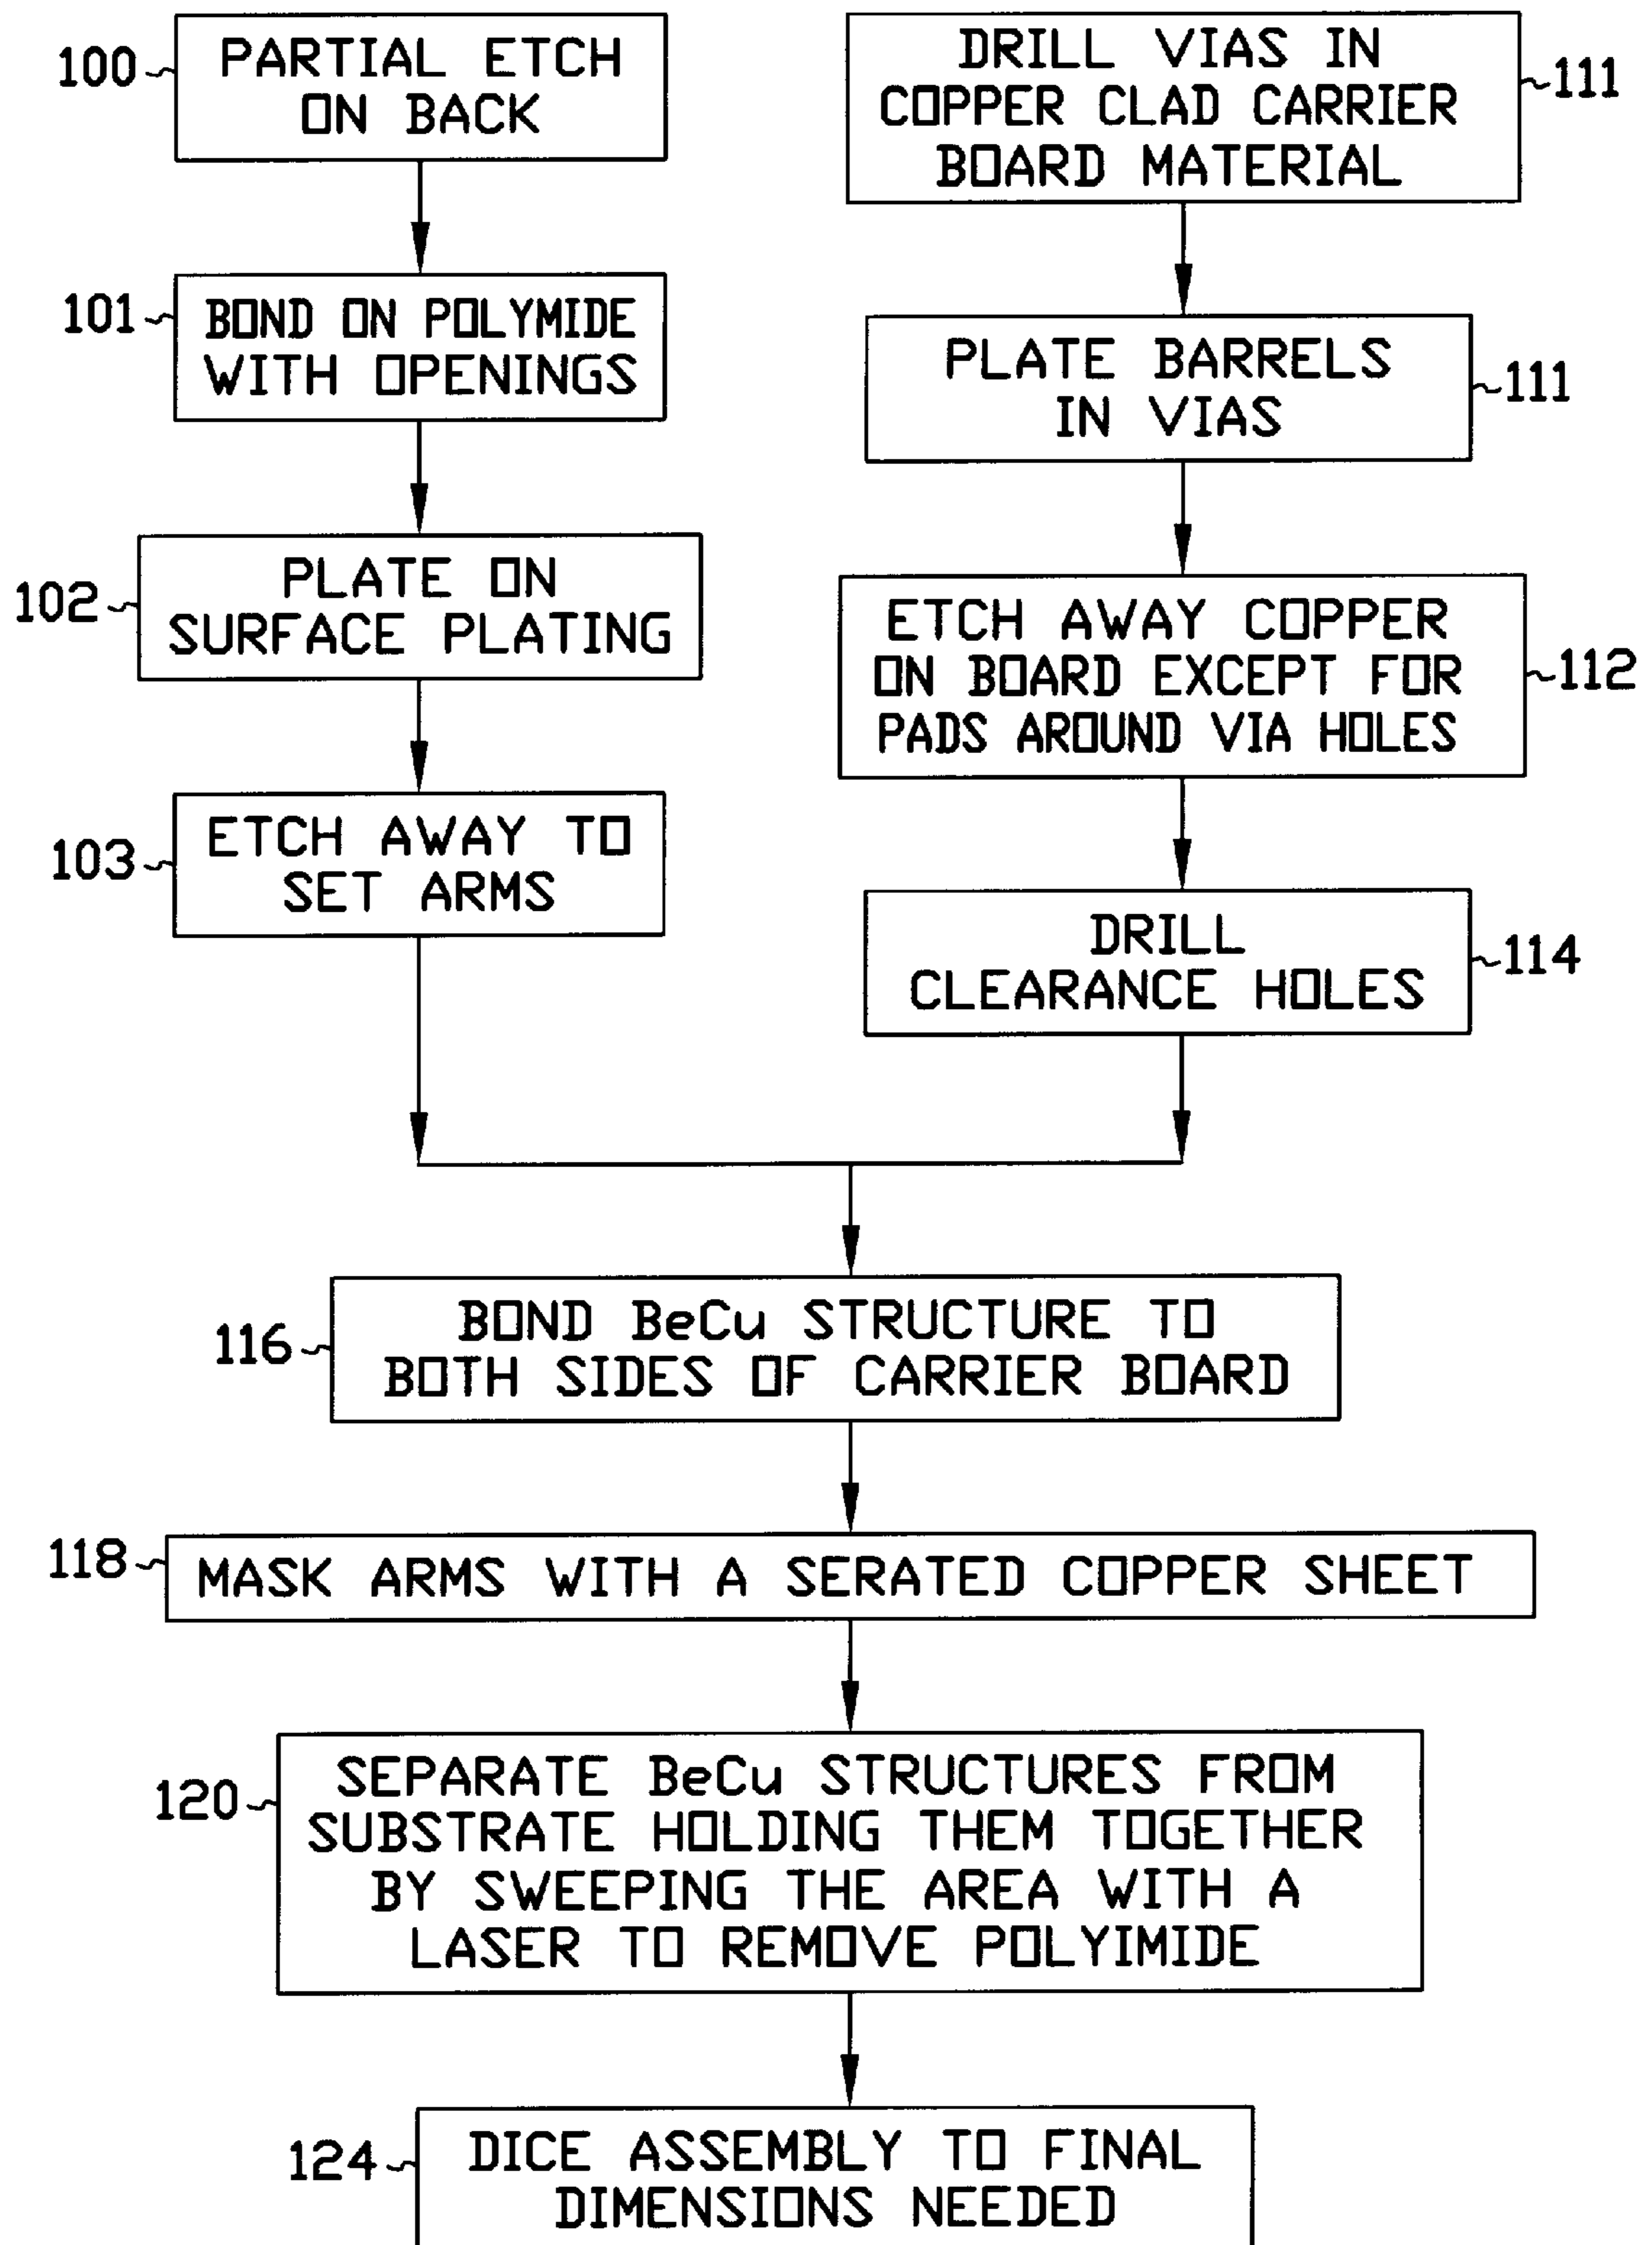 100
PARTIAL ETCH
ON BACK
101
BOND ON POLYMIDE
WITH OPENINGS
102
PLATE ON
SURFACE PLATING
103
ETCH AWAY TO
SET ARMS
DRILL VIAS IN
COPPER CLAD CARRIER
BOARD MATERIAL
111
PLATE BARRELS
IN VIAS
111
ETCH AWAY COPPER
ON BOARD EXCEPT FOR
PADS AROUND VIA HOLES
112
DRILL
CLEARANCE HOLES
114
116
BOND BeCu STRUCTURE TO
BOTH SIDES OF CARRIER BOARD
118
MASK ARMS WITH A SERATED COPPER SHEET
120
SEPARATE BeCu STRUCTURES FROM
SUBSTRATE HOLDING THEM TOGETHER
BY SWEEPING THE AREA WITH A
LASER TO REMOVE POLYIMIDE
124
DICE ASSEMBLY TO FINAL
DIMENSIONS NEEDED